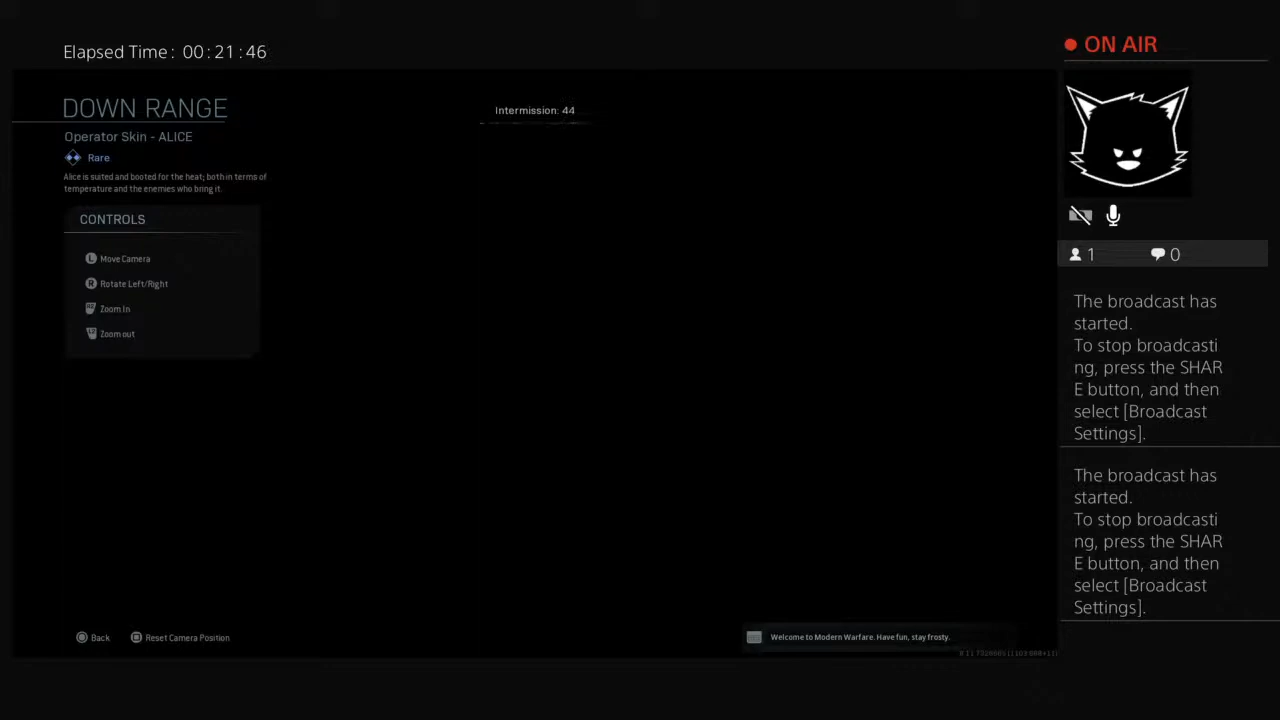 Elapsed Time: 00:21:46
ON AIR
DOWN RANGE
Intermission: 44
Operator Skin - ALICE
Rare
Alice is suited and booted for the heat; both in terms of
temperature and the enemies who bring it.
CONTROLS
L Move Camera
R Rotate Left/Right
Zoom In
Zoom out
1
0
The broadcast has
started.
To stop broadcasti
ng, press the SHAR
E button, and then
select [Broadcast
Settings].
The broadcast has
started.
To stop broadcasti
ng, press the SHAR
E button, and then
select [Broadcast
Settings].
Back
Reset Camera Position
Welcome to Modern Warfare. Have fun, stay frosty.